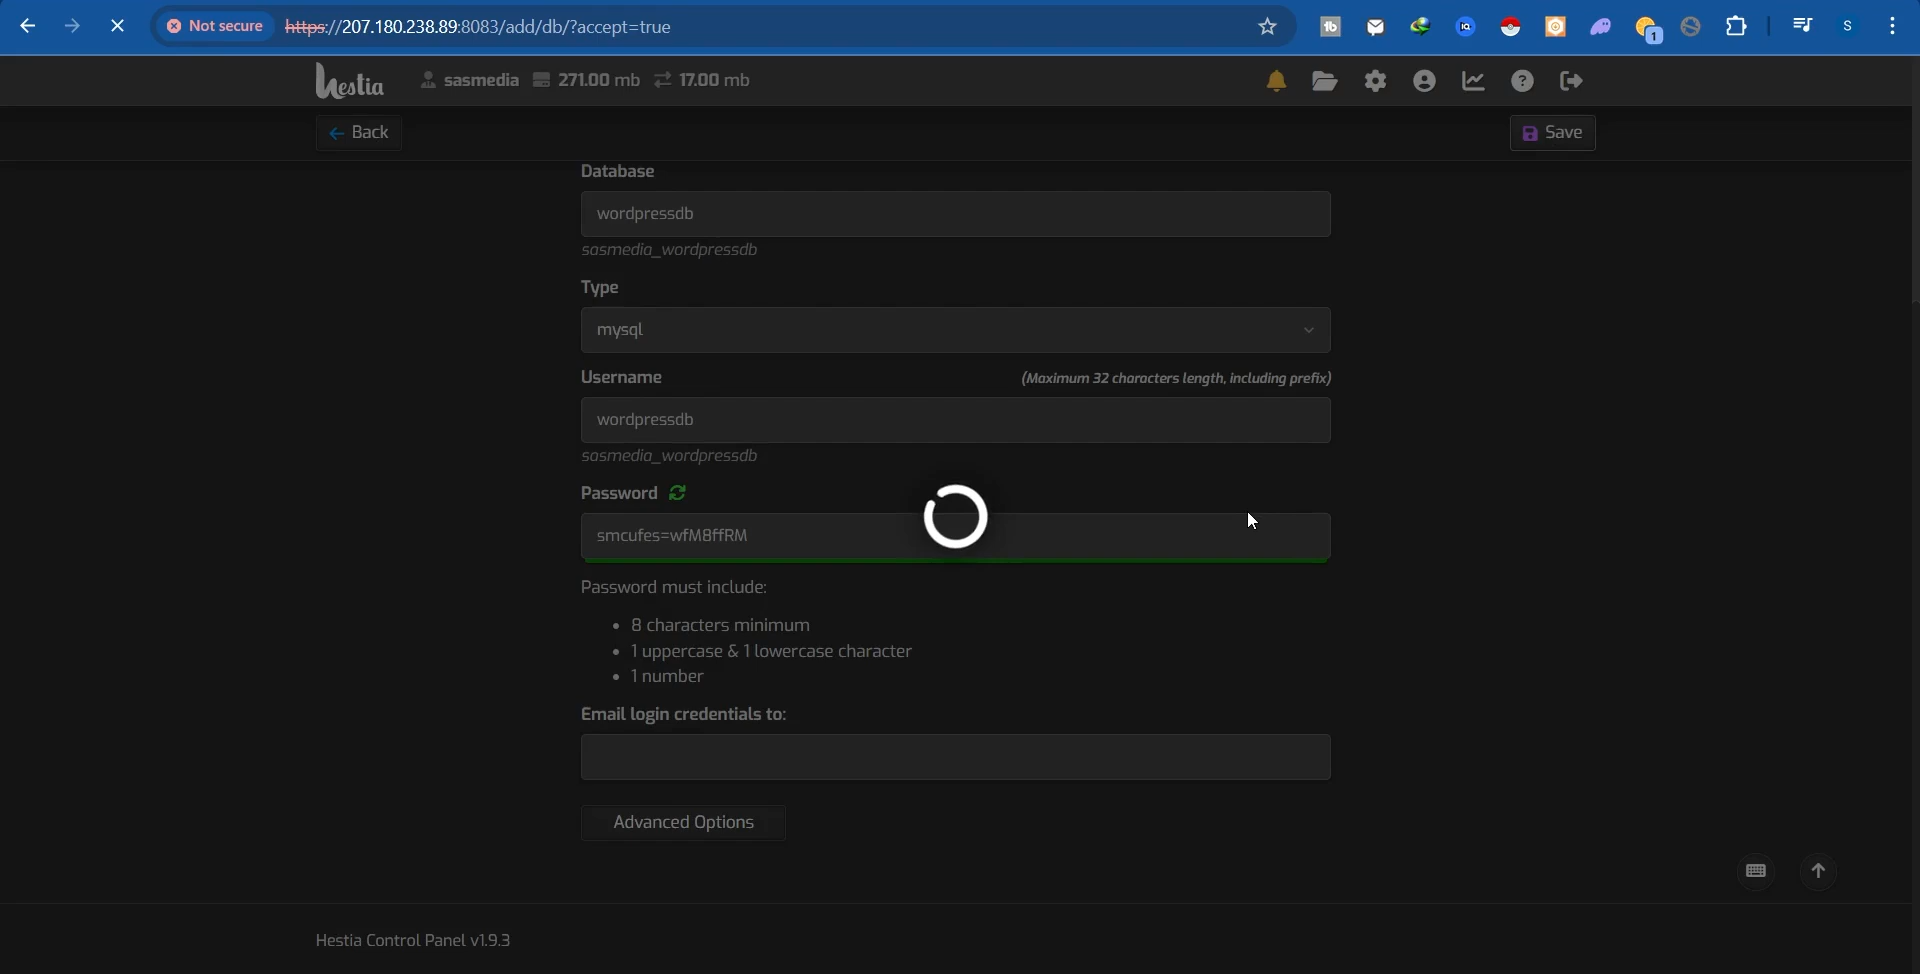 Not secure https://207.180.238.89:8083/add/db/?accept=true tb IQ 1 S
Hestia sasmedia 271.00 mb 17.00 mb
Back Save
Database
wordpressdb
sasmedia_wordpressdb
Type
mysql
Username (Maximum 32 characters length, including prefix)
wordpressdb
sasmedia_wordpressdb
Password
smcufes=wfM8ffRM
Password must include:
• 8 characters minimum
• 1 uppercase & 1 lowercase character
• 1 number
Email login credentials to:
Advanced Options
Hestia Control Panel v1.9.3